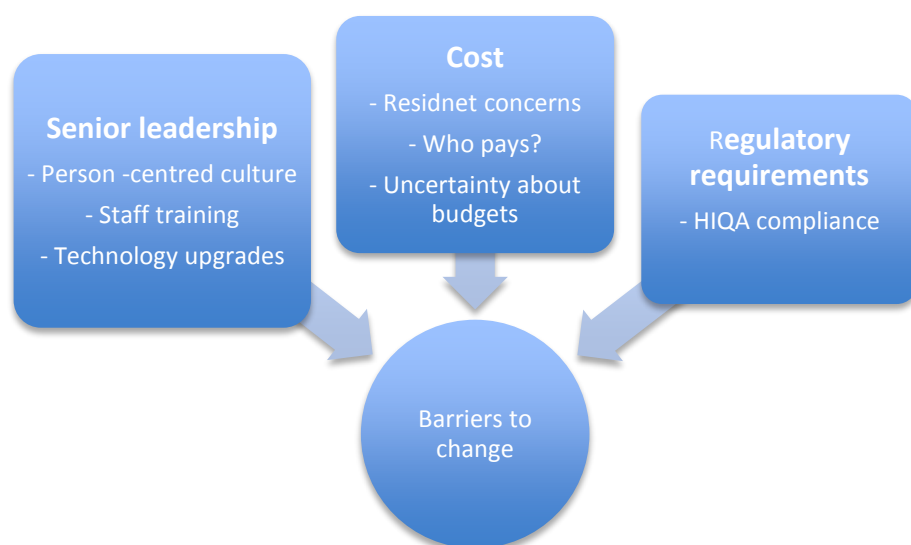 Senior leadership
- Person -centred culture
- Staff training
- Technology upgrades
Cost
- Residnet concerns
- Who pays?
- Uncertainty about
budgets
Regulatory
requirements
- HIQA compliance
Barriers to
change